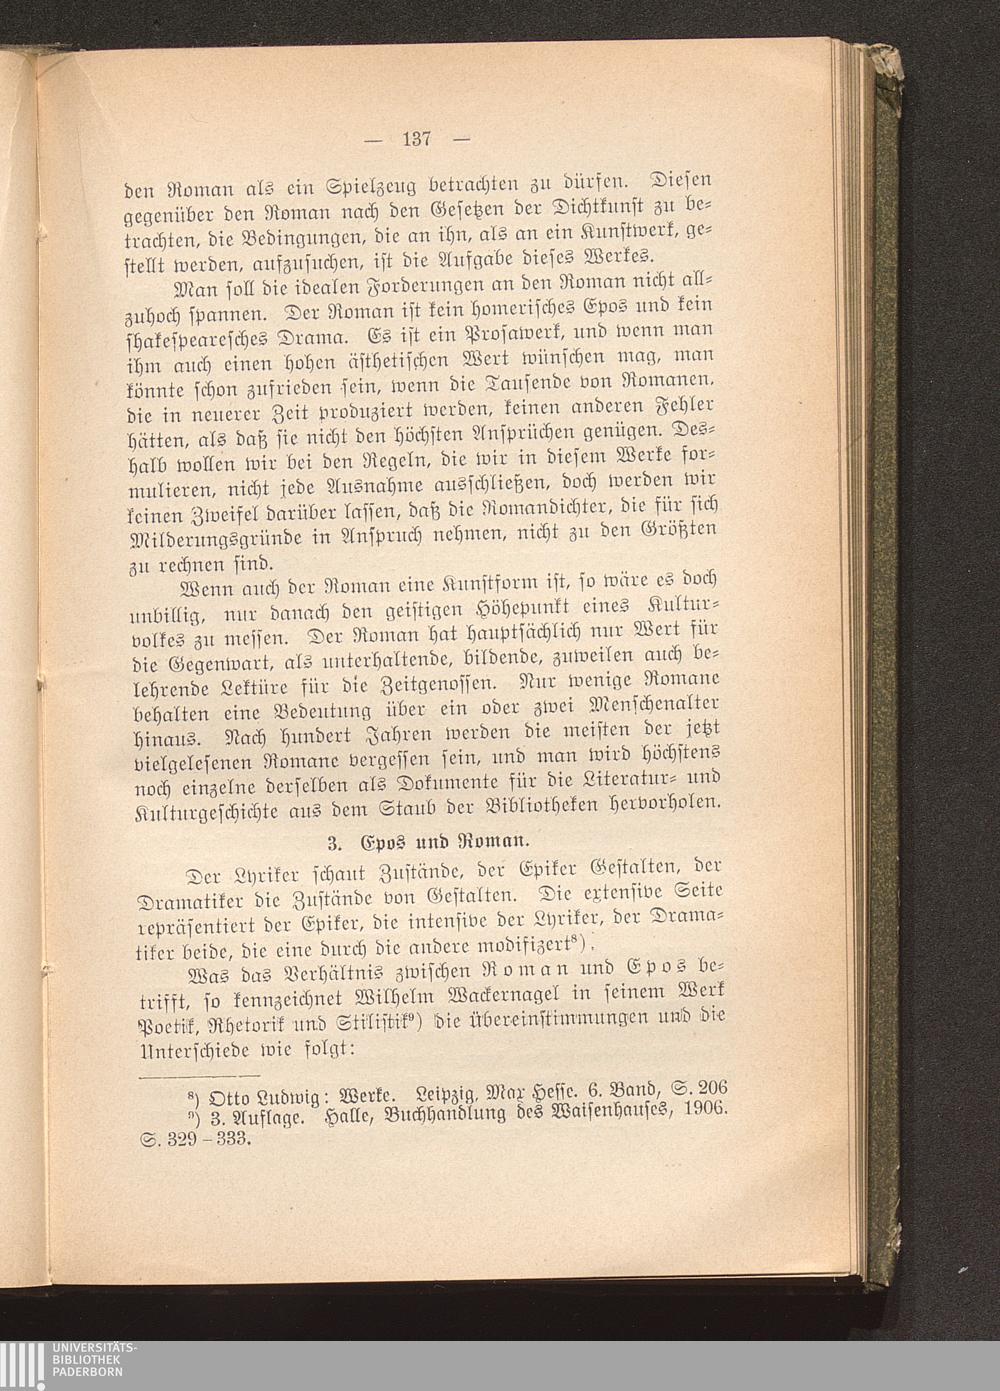 — 137 —
den Roman als ein Spielzeug betrachten zu dürfen. Diesen
gegenüber den Roman nach den Gesetzen der Dichtkunst zu be-
trachten, die Bedingungen, die an ihn, als an ein Kunstwerk, ge-
stellt werden, aufzusuchen, ist die Aufgabe dieses Werkes.
Man soll die idealen Forderungen an den Roman nicht all-
zuhoch spannen. Der Roman ist kein homerisches Epos und kein
shakespearesches Drama. Es ist ein Prosawerk, und wenn man
ihm auch einen hohen ästhetischen Wert wünschen mag, man
könnte schon zufrieden sein, wenn die Tausende von Romanen,
die in neuerer Zeit produziert werden, keinen anderen Fehler
hätten, als daß sie nicht den höchsten Ansprüchen genügen. Des-
halb wollen wir bei den Regeln, die wir in diesem Werke for-
mulieren, nicht jede Ausnahme ausschließen, doch werden wir
keinen Zweifel darüber lassen, daß die Romandichter, die für sich
Milderungsgründe in Anspruch nehmen, nicht zu den Größten
zu rechnen sind.
Wenn auch der Roman eine Kunstform ist, so wäre es doch
unbillig, nur danach den geistigen Höhepunkt eines Kultur-
volkes zu messen. Der Roman hat hauptsächlich nur Wert für
die Gegenwart, als unterhaltende, bildende, zuweilen auch be-
lehrende Lektüre für die Zeitgenossen. Nur wenige Romane
behalten eine Bedeutung über ein oder zwei Menschenalter
hinaus. Nach hundert Jahren werden die meisten der jetzt
vielgelesenen Romane vergessen sein, und man wird höchstens
noch einzelne derselben als Dokumente für die Literatur- und
Kulturgeschichte aus dem Staub der Bibliotheken hervorholen.
3. Epos und Roman.
Der Lyriker schaut Zustände, der Epiker Gestalten, der
Dramatiker die Zustände von Gestalten. Die extensive Seite
repräsentiert der Epiker, die intensive der Lyriker, der Drama-
tiker beide, die eine durch die andere modifiziert⁸).
Was das Verhältnis zwischen Roman und Epos be-
trifft, so kennzeichnet Wilhelm Wackernagel in seinem Werk
Poetik, Rhetorik und Stilistik⁹) die Übereinstimmungen und die
Unterschiede wie folgt:
⁸) Otto Ludwig: Werke. Leipzig, Max Hesse. 6. Band, S. 206
⁹) 3. Auflage. Halle, Buchhandlung des Waisenhauses, 1906.
S. 329–333.
UNIVERSITÄTS-
BIBLIOTHEK
PADERBORN